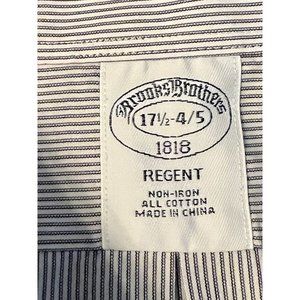 Brooks Brothers
17½-4/5
1818
REGENT
NON-IRON
ALL COTTON
MADE IN CHINA